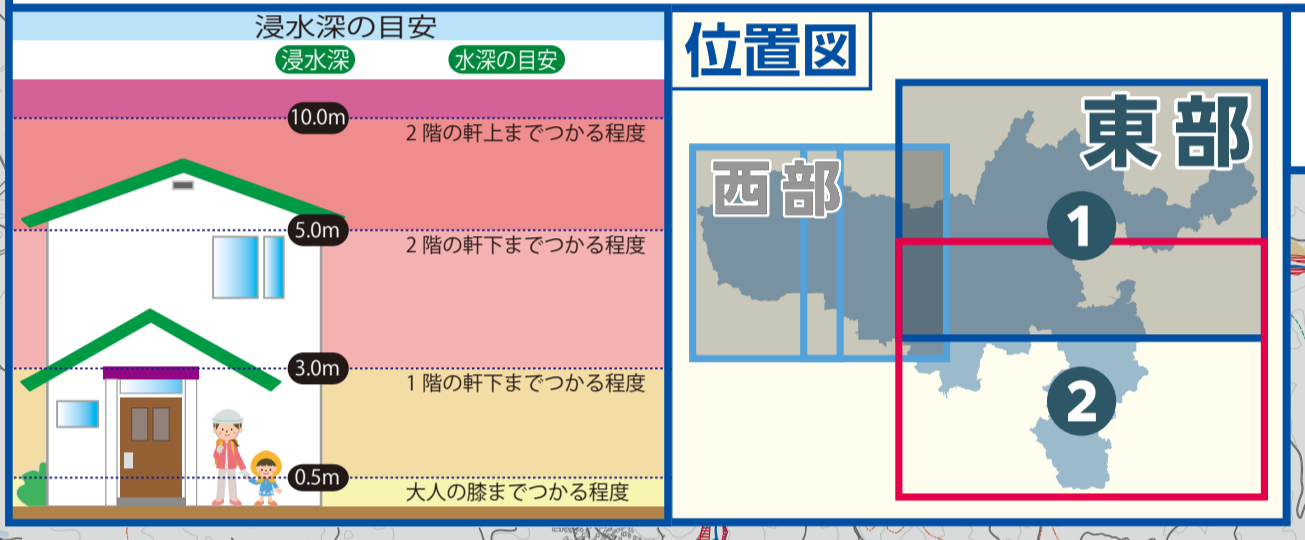 浸水深の目安
浸水深 水深の目安
10.0m
2階の軒上までつかる程度
5.0m
2階の軒下までつかる程度
3.0m
1階の軒下までつかる程度
0.5m
大人の膝までつかる程度
位置図
東部
西部
1
2